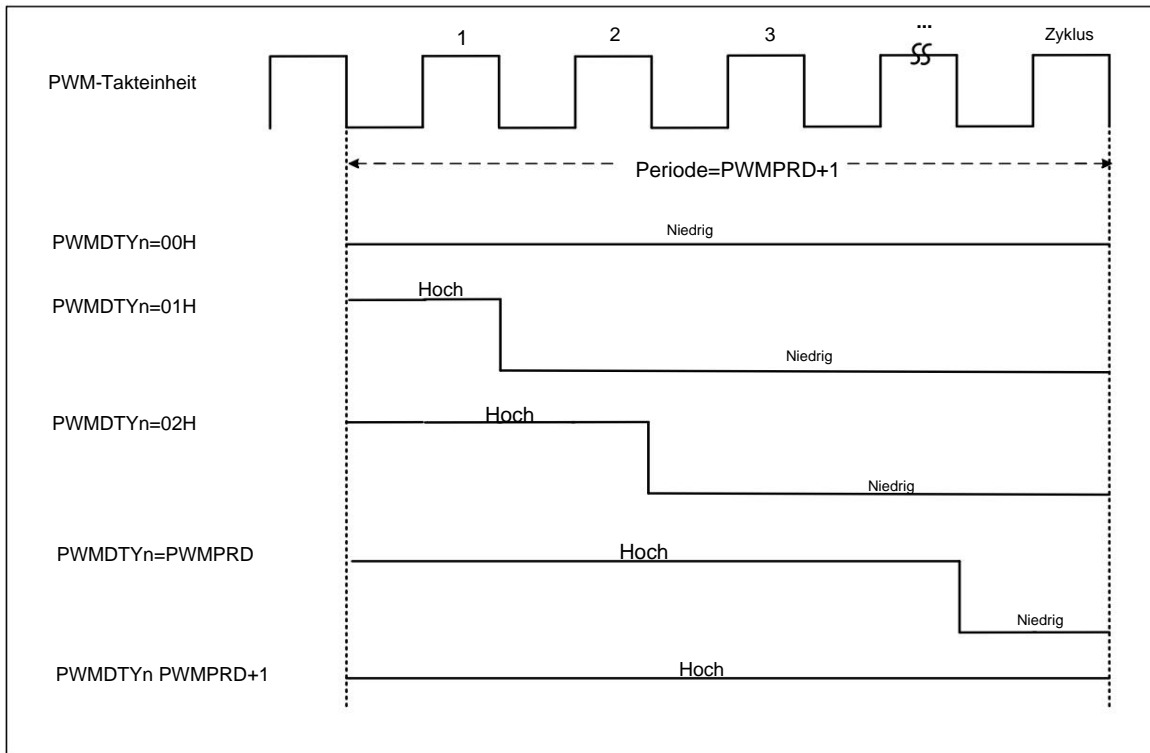 1 2 3 ... Zyklus
PWM-Takteinheit
Periode=PWMPRD+1
PWMDTYn=00H Niedrig
PWMDTYn=01H Hoch Niedrig
PWMDTYn=02H Hoch Niedrig
PWMDTYn=PWMPRD Hoch Niedrig
PWMDTYn PWMPRD+1 Hoch